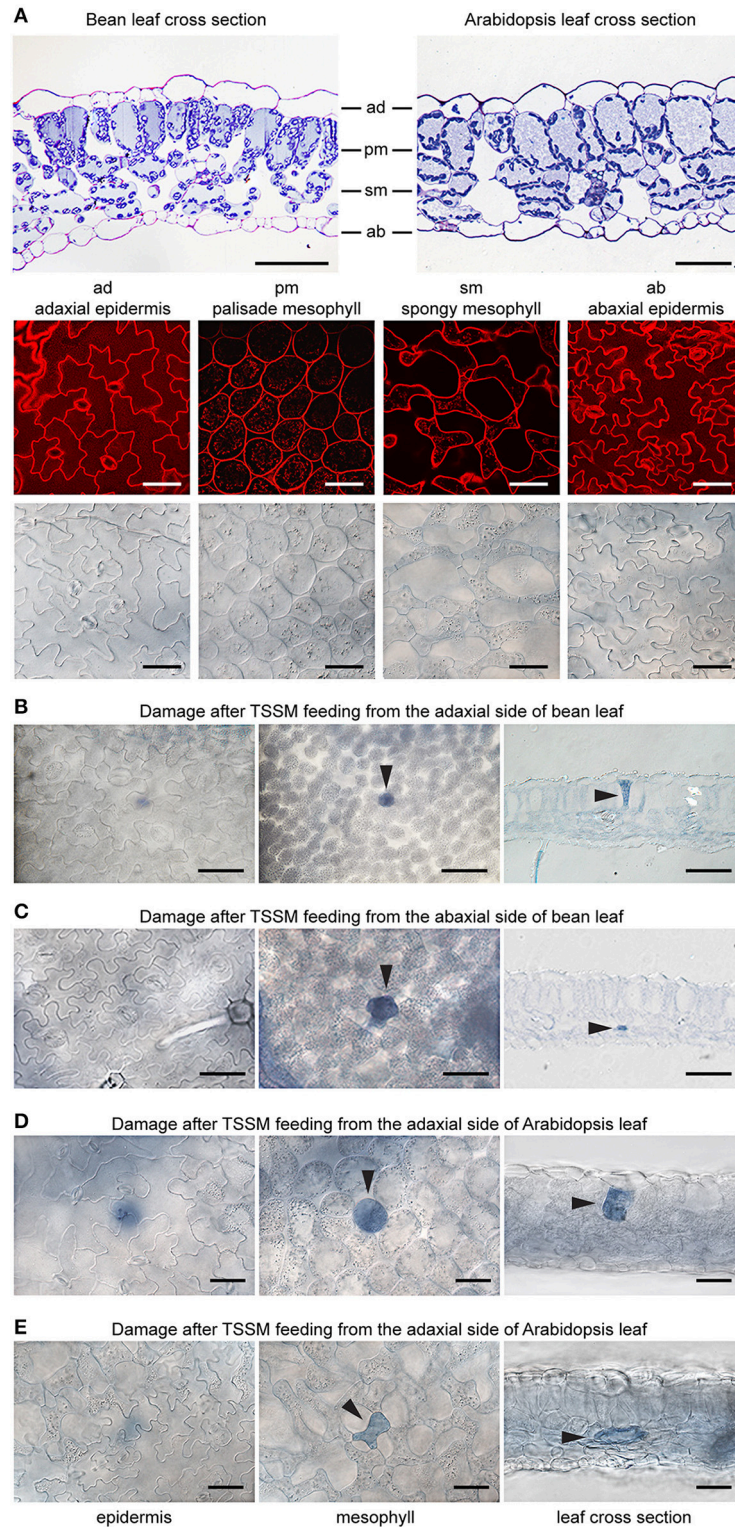 A
Bean leaf cross section
Arabidopsis leaf cross section
ad
pm
sm
ab
ad
adaxial epidermis
pm
palisade mesophyll
sm
spongy mesophyll
ab
abaxial epidermis
B
Damage after TSSM feeding from the adaxial side of bean leaf
C
Damage after TSSM feeding from the abaxial side of bean leaf
D
Damage after TSSM feeding from the adaxial side of Arabidopsis leaf
E
Damage after TSSM feeding from the adaxial side of Arabidopsis leaf
epidermis
mesophyll
leaf cross section